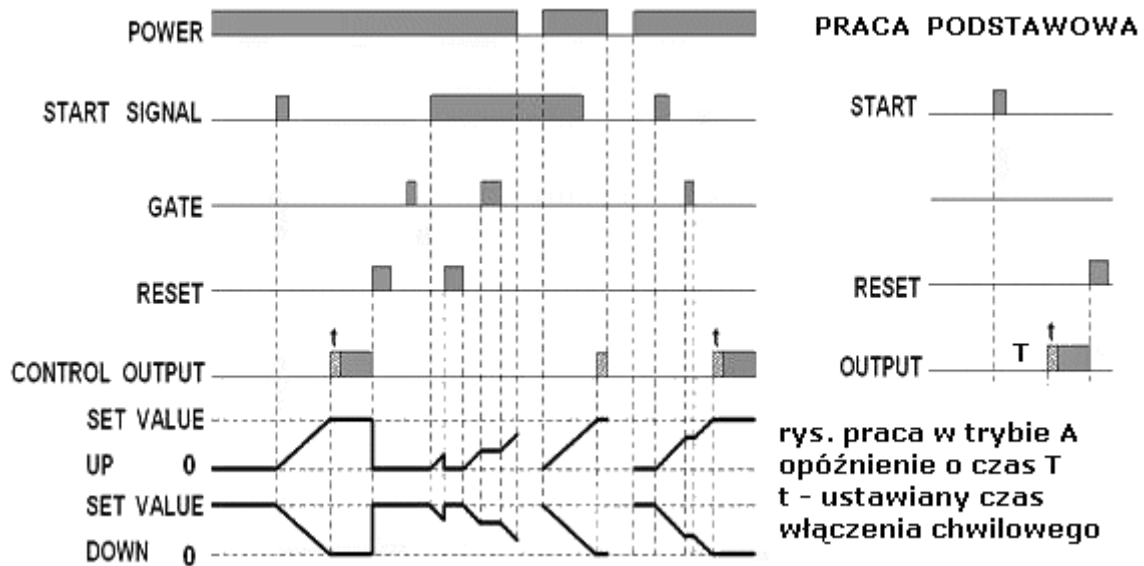 POWER
START SIGNAL
GATE
RESET
t
t
CONTROL OUTPUT
SET VALUE
UP 0
SET VALUE
DOWN 0
PRACA PODSTAWOWA
START
RESET
t
T
OUTPUT
rys. praca w trybie A
opóźnienie o czas T
t - ustawiany czas
włączenia chwilowego